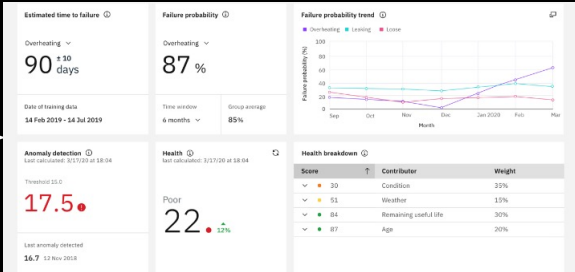 Estimated time to failure
Overheating
90 ± 10 days
Date of training data
14 Feb 2019 - 14 Jul 2019
Failure probability
Overheating
87 %
Time window
6 months
Group average
85%
Failure probability trend
Overheating Leaking Loose
Failure probability (%)
100
80
60
40
20
0
Sep Oct Nov Dec Jan 2020 Feb Mar
Month
Anomaly detection
Last calculated: 3/17/20 at 18:04
Threshold 15.0
17.5
Last anomaly detected
16.7 12 Nov 2018
Health
last calculated: 3/17/20 at 18:04
Poor
22 12%
Health breakdown
Score Contributor Weight
30 Condition 35%
51 Weather 15%
84 Remaining useful life 30%
87 Age 20%